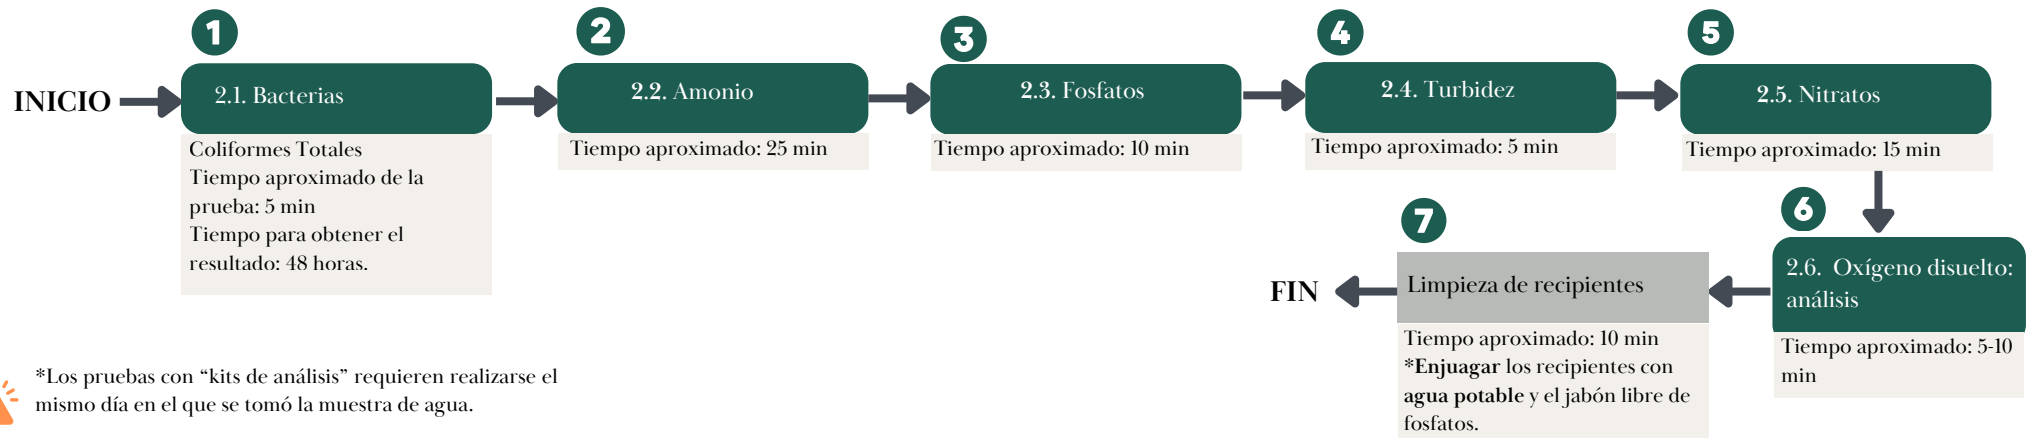 INICIO
1
2.1. Bacterias
Coliformes Totales
Tiempo aproximado de la
prueba: 5 min
Tiempo para obtener el
resultado: 48 horas.
2
2.2. Amonio
Tiempo aproximado: 25 min
3
2.3. Fosfatos
Tiempo aproximado: 10 min
4
2.4. Turbidez
Tiempo aproximado: 5 min
5
2.5. Nitratos
Tiempo aproximado: 15 min
6
2.6. Oxígeno disuelto:
análisis
Tiempo aproximado: 5-10
min
7
Limpieza de recipientes
Tiempo aproximado: 10 min
*Enjuagar los recipientes con
agua potable y el jabón libre de
fosfatos.
FIN
*Los pruebas con “kits de análisis” requieren realizarse el
mismo día en el que se tomó la muestra de agua.